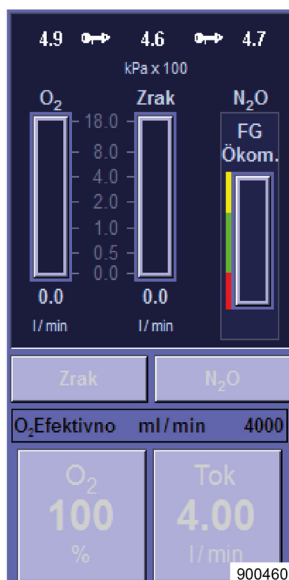 4.9 4.6 4.7
kPa x 100
O₂ Zrak N₂O
FG
Ökom.
18.0
8.0
4.0
2.0
1.0
0.5
0.0
0.0 0.0
l/min l/min
Zrak N₂O
O₂Efektivno ml/min 4000
O₂ Tok
100 4.00
% l/min
900460